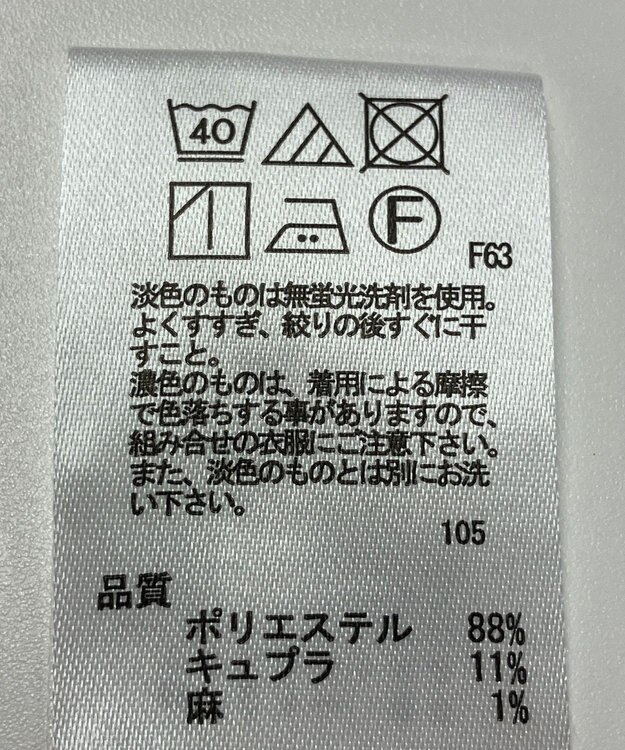 40
F
F63
淡色のものは無蛍光洗剤を使用。
よくすすぎ、絞りの後すぐに干
すこと。
濃色のものは、着用による摩擦
で色落ちする事がありますので、
組み合せの衣服にご注意下さい。
また、淡色のものとは別にお洗
い下さい。
105
品質
ポリエステル 88%
キュプラ 11%
麻 1%